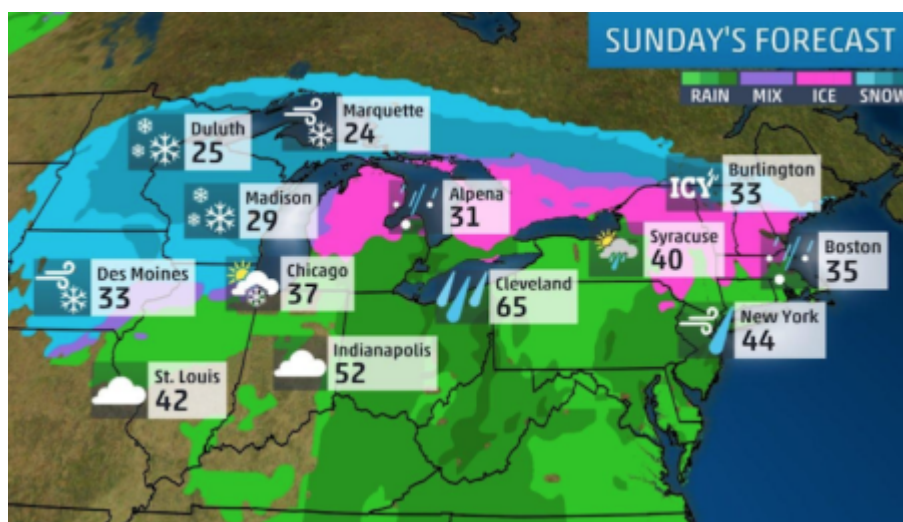 SUNDAY'S FORECAST
RAIN MIX ICE SNOW
Marquette
24
Duluth
25
Burlington
33
ICY
Madison
29
Alpena
31
Syracuse
40
Boston
35
Des Moines
33
Chicago
37
Cleveland
65
New York
44
Indianapolis
52
St. Louis
42